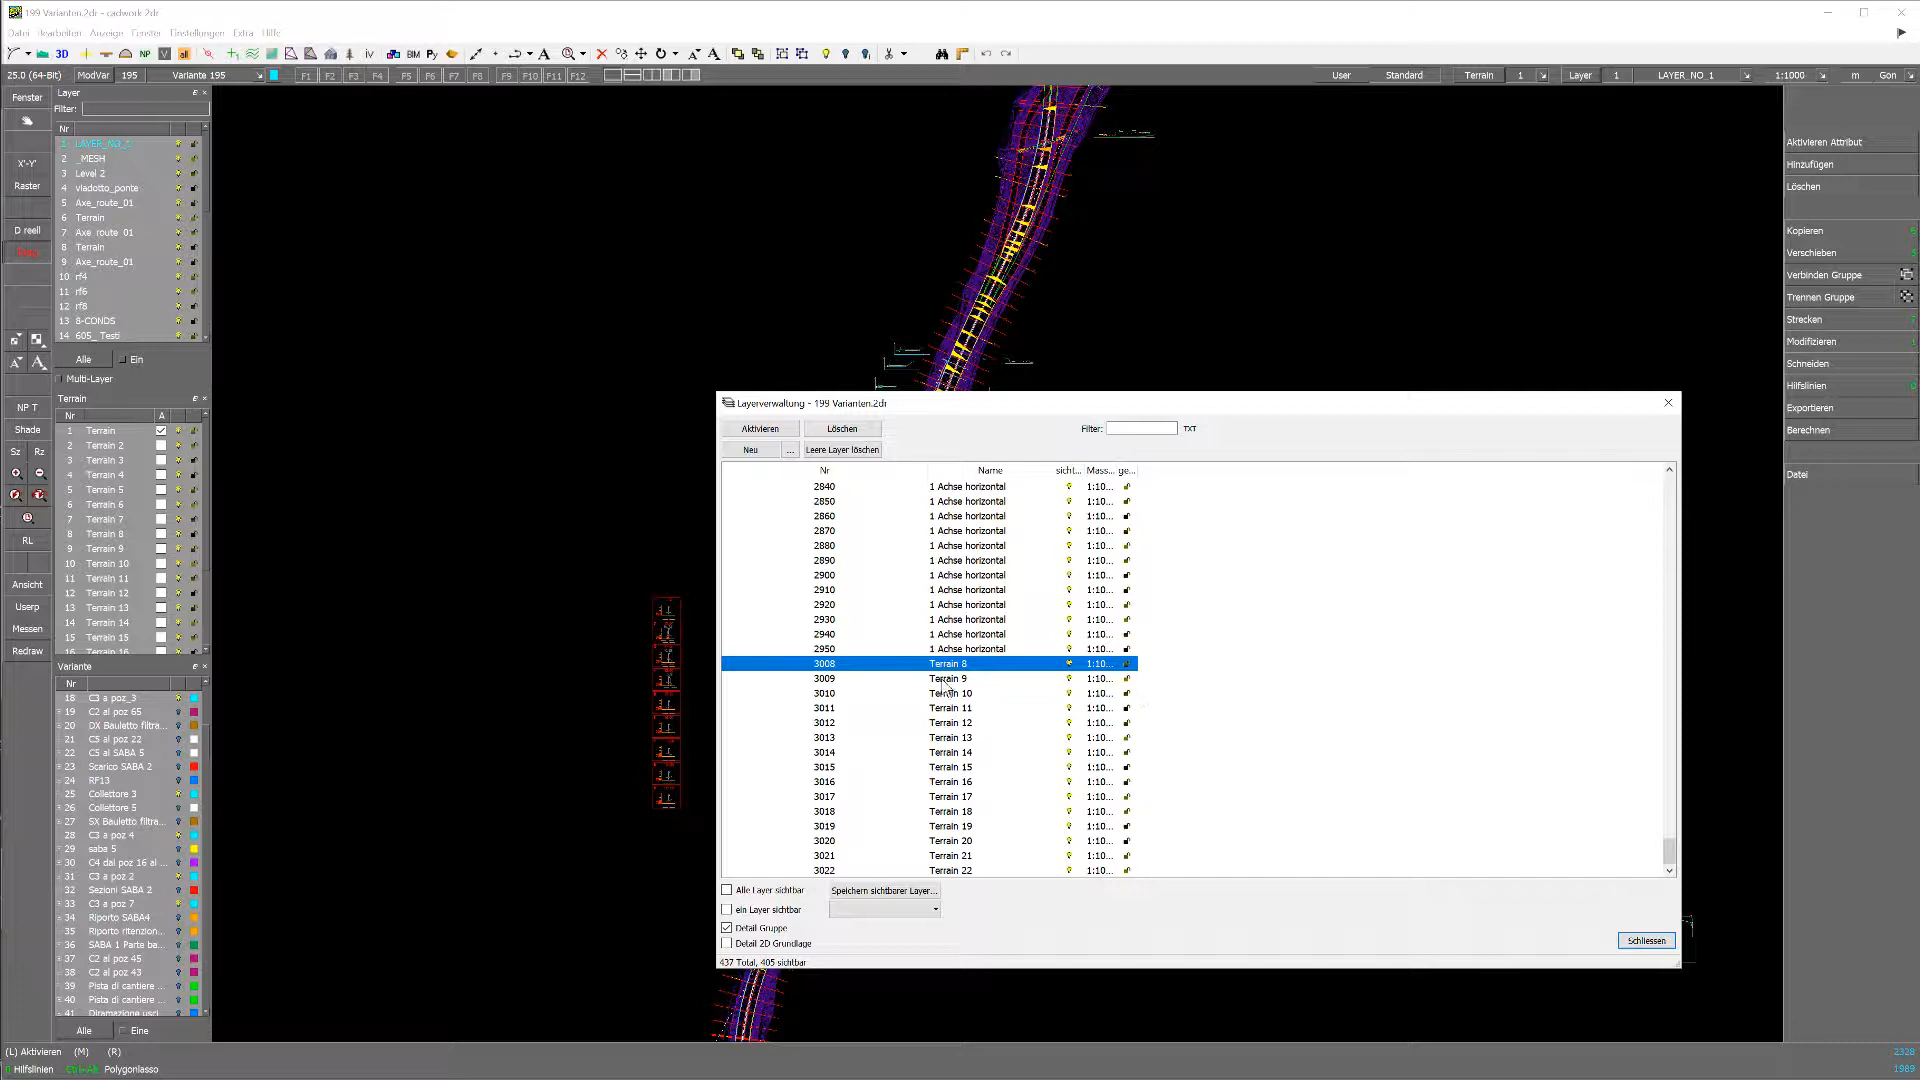 199 Varianten.2dr - cadwork 2dr
Datei Bearbeiten Anzeige Fenster Einstellungen Extra Hilfe
3D NP V all iv BIM Py A
25.0 (64-Bit) ModVar 195 Variante 195 F1 F2 F3 F4 F5 F6 F7 F8 F9 F10 F11 F12 User Standard Terrain 1 Layer 1 LAYER_NO_1 1:1000 m Gon
Fenster
X'-Y'
Raster
D reell
NP T
Shade
Sz Rz
RL
Ansicht
Userp
Messen
Redraw
Layer
Filter:
Nr
1 LAYER_NO_1
2 _MESH
3 Level 2
4 viadotto_ponte
5 Axe_route_01
6 Terrain
7 Axe_route_01
8 Terrain
9 Axe_route_01
10 rf4
11 rf6
12 rf8
13 8-CONDS
14 605_ Testi
Alle Ein
Multi-Layer
Terrain
Nr A
1 Terrain
2 Terrain 2
3 Terrain 3
4 Terrain 4
5 Terrain 5
6 Terrain 6
7 Terrain 7
8 Terrain 8
9 Terrain 9
10 Terrain 10
11 Terrain 11
12 Terrain 12
13 Terrain 13
14 Terrain 14
15 Terrain 15
16 Terrain 16
Variante
Nr
18 C3 a poz_3
19 C2 al poz 65
20 DX Bauletto filtra...
21 C5 al poz 22
22 C5 al SABA 5
23 Scarico SABA 2
24 RF13
25 Collettore 3
26 Collettore 5
27 SX Bauletto filtra...
28 C3 a poz 4
29 saba 5
30 C4 dal poz 16 al ...
31 C3 a poz 2
32 Sezioni SABA 2
33 C3 a poz 7
34 Riporto SABA4
35 Riporto ritenzion...
36 SABA 1 Parte ba...
37 C2 al poz 45
38 C2 al poz 43
39 Pista di cantiere ...
40 Pista di cantiere ...
41 Diramazione usci
Alle Eine
(L) Aktivieren (M) (R)
Hilfslinien Polygonlasso
Layerverwaltung - 199 Varianten.2dr
Aktivieren Löschen Filter: TXT
Neu ... Leere Layer löschen
Nr Name sicht... Mass... ge...
2840 1 Achse horizontal 1:10...
2850 1 Achse horizontal 1:10...
2860 1 Achse horizontal 1:10...
2870 1 Achse horizontal 1:10...
2880 1 Achse horizontal 1:10...
2890 1 Achse horizontal 1:10...
2900 1 Achse horizontal 1:10...
2910 1 Achse horizontal 1:10...
2920 1 Achse horizontal 1:10...
2930 1 Achse horizontal 1:10...
2940 1 Achse horizontal 1:10...
2950 1 Achse horizontal 1:10...
3008 Terrain 8 1:10...
3009 Terrain 9 1:10...
3010 Terrain 10 1:10...
3011 Terrain 11 1:10...
3012 Terrain 12 1:10...
3013 Terrain 13 1:10...
3014 Terrain 14 1:10...
3015 Terrain 15 1:10...
3016 Terrain 16 1:10...
3017 Terrain 17 1:10...
3018 Terrain 18 1:10...
3019 Terrain 19 1:10...
3020 Terrain 20 1:10...
3021 Terrain 21 1:10...
3022 Terrain 22 1:10...
Alle Layer sichtbar Speichern sichtbarer Layer...
ein Layer sichtbar
Detail Gruppe
Detail 2D Grundlage
Schliessen
437 Total, 405 sichtbar
Aktivieren Attribut
Hinzufügen
Löschen
Kopieren
Verschieben
Verbinden Gruppe
Trennen Gruppe
Strecken
Modifizieren
Schneiden
Hilfslinien
Exportieren
Berechnen
Datei
2328
1989